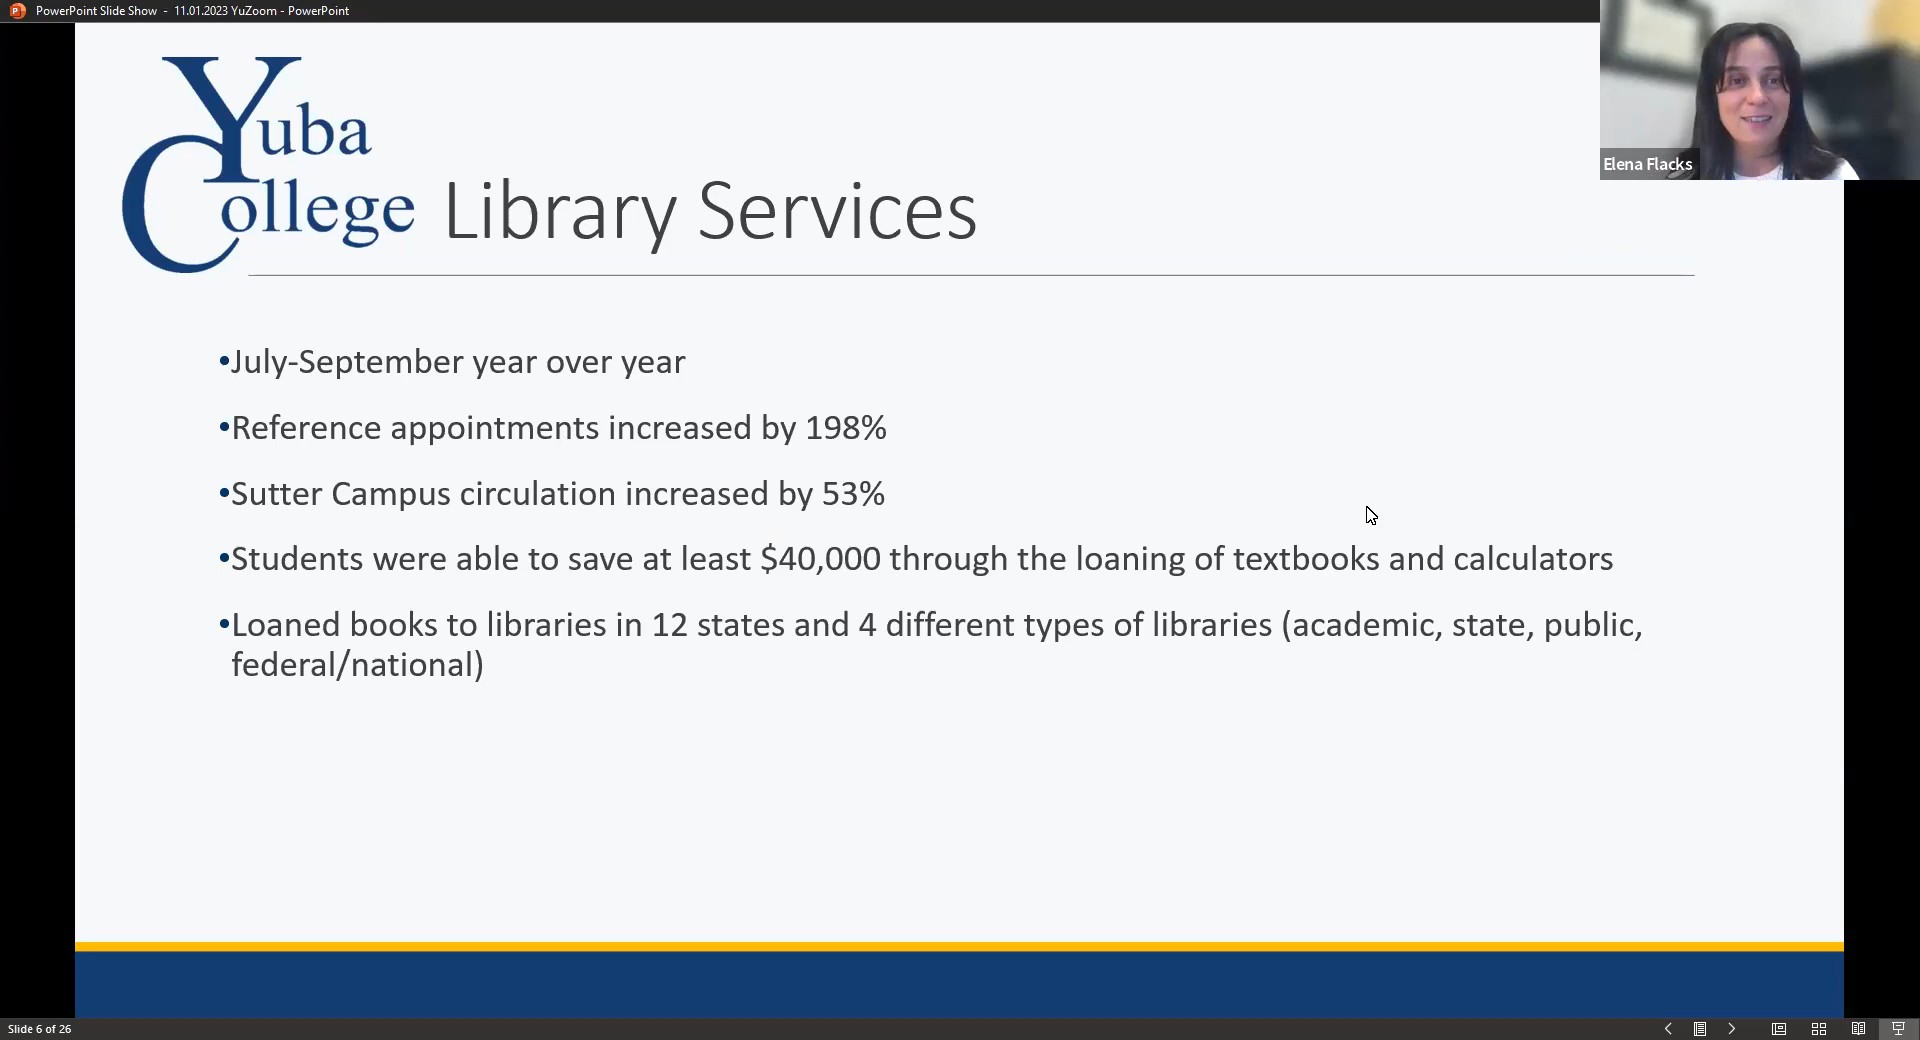 PowerPoint Slide Show - 11.01.2023 YuZoom - PowerPoint
Elena Flacks
Yuba
College
Library Services
•July-September year over year
•Reference appointments increased by 198%
•Sutter Campus circulation increased by 53%
•Students were able to save at least $40,000 through the loaning of textbooks and calculators
•Loaned books to libraries in 12 states and 4 different types of libraries (academic, state, public,
federal/national)
Slide 6 of 26